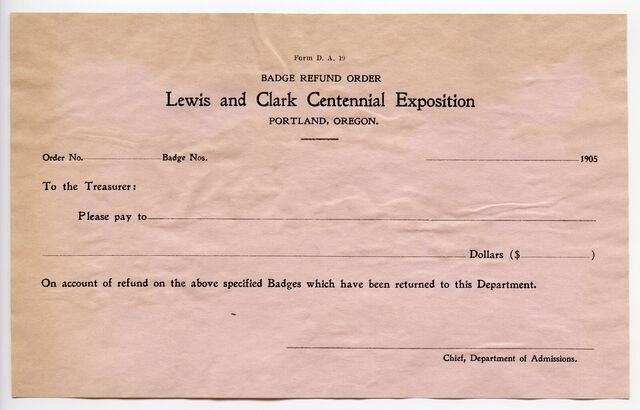 Form D. A. 19
BADGE REFUND ORDER
Lewis and Clark Centennial Exposition
PORTLAND, OREGON.
Order No. Badge Nos. 1905
To the Treasurer:
Please pay to
Dollars ($ )
On account of refund on the above specified Badges which have been returned to this Department.
Chief, Department of Admissions.